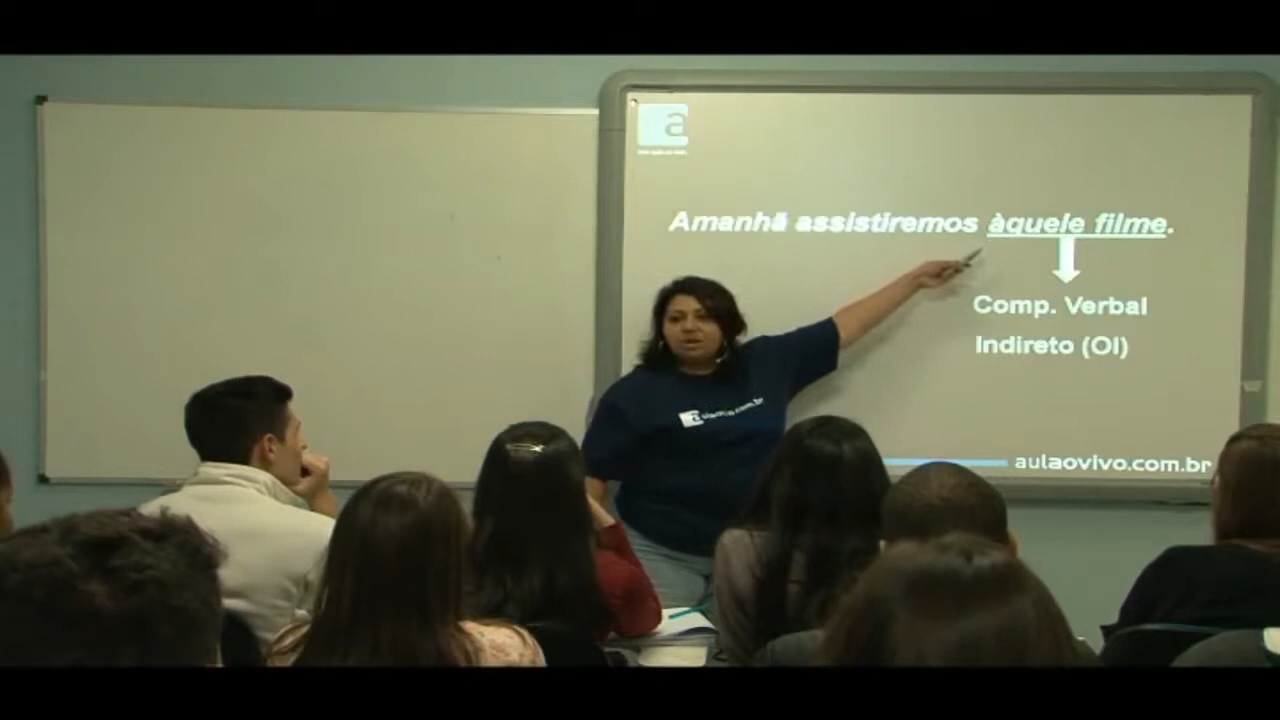 a
Amanhã assistiremos àquele filme.
Comp. Verbal
Indireto (OI)
aulaovivo.com.br